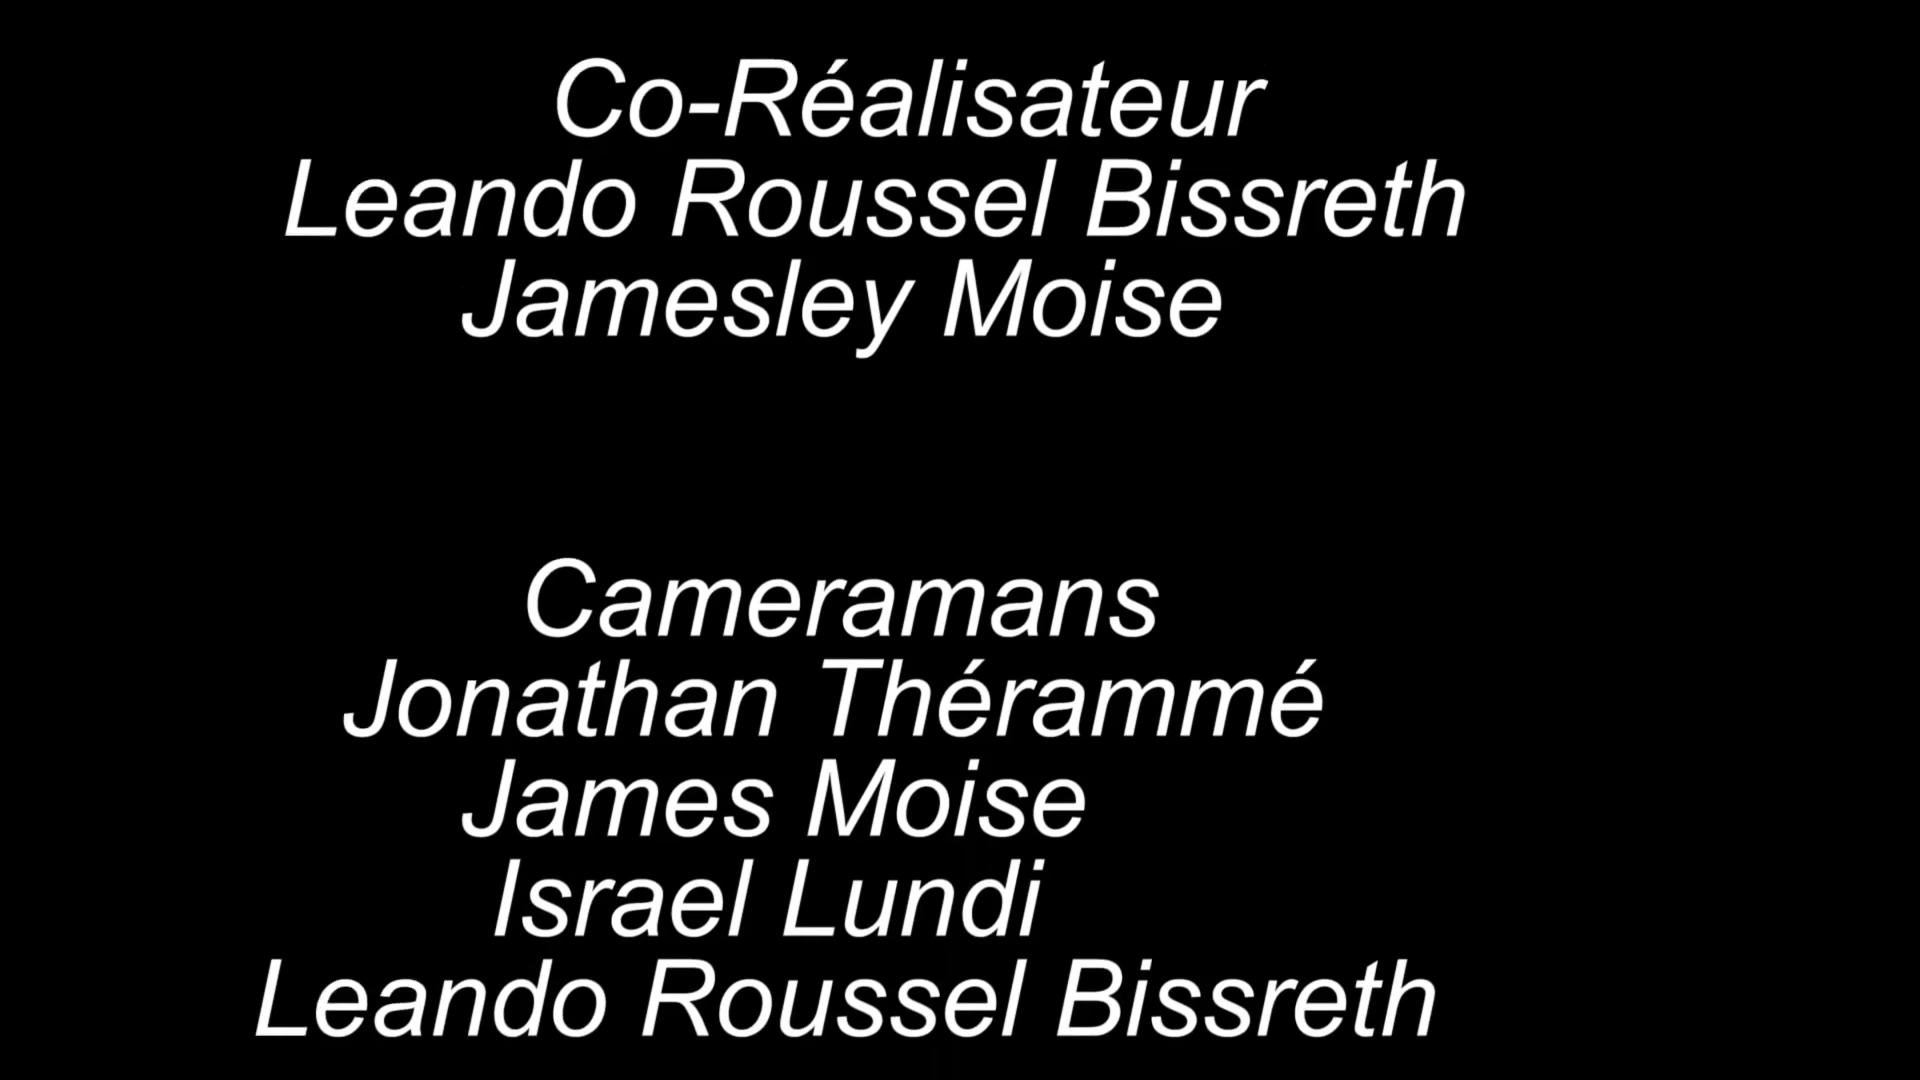 Co-Réalisateur
Leando Roussel Bissreth
Jamesley Moise
Cameramans
Jonathan Thérammé
James Moise
Israel Lundi
Leando Roussel Bissreth